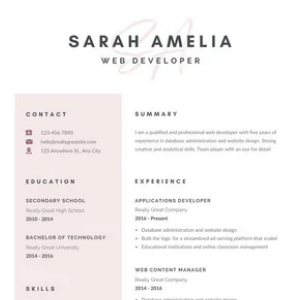 SARAH AMELIA
WEB DEVELOPER
CONTACT
123-456-7890
hello@reallygreatsite.com
123 Anywhere St., Any City
EDUCATION
SECONDARY SCHOOL
Really Great High School
2010 - 2014
BACHELOR OF TECHNOLOGY
Really Great University
2014 - 2016
SKILLS
SUMMARY
I am a qualified and professional web developer with five years of
experience in database administration and website design. Strong
creative and analytical skills. Team player with an eye for detail
EXPERIENCE
APPLICATIONS DEVELOPER
Really Great Company
2016 - Present
• Database administration and website design
• Built the logic for a streamlined ad-serving platform that scaled
• Educational institutions and online classroom management
WEB CONTENT MANAGER
Really Great Company
2014 - 2016
• Database administration and website design